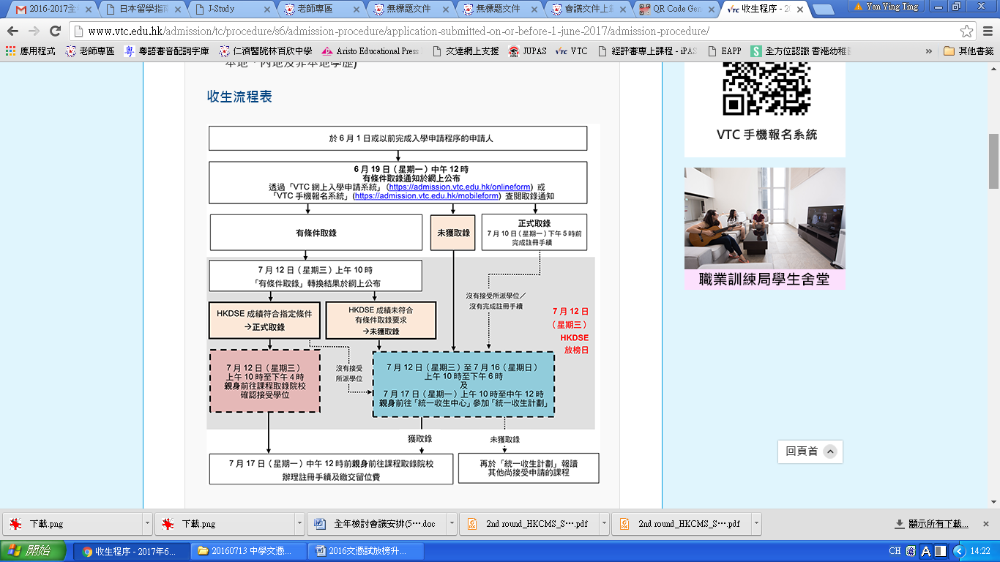 2016-2017全
日本留學指南
J-Study
老師專區
無標題文件
無標題文件
會議文件上載
QR Code Gen
收生程序 - 20
Yan Ying Ting
www.vtc.edu.hk/admission/tc/procedure/s6/admission-procedure/application-submitted-on-or-before-1-june-2017/admission-procedure/
應用程式
老師專區
粵語審音配詞字庫
仁濟醫院林百欣中學
Aristo Educational Press
文達網上支援
JUPAS
VTC
經評審專上課程 - iPAS
EAPP
全方位認識 香港幼稚園
»
其他書籤
本地、內地及非本地學歷)
收生流程表
於 6 月 1 日或以前完成入學申請程序的申請人
6 月 19 日（星期一）中午 12 時
有條件取錄通知於網上公布
透過「VTC 網上入學申請系統」(https://admission.vtc.edu.hk/onlineform) 或
「VTC 手機報名系統」(https://admission.vtc.edu.hk/mobileform) 查閱取錄通知
有條件取錄
未獲取錄
正式取錄
7 月 10 日（星期一）下午 5 時前
完成註冊手續
7 月 12 日（星期三）上午 10 時
「有條件取錄」轉換結果於網上公布
沒有接受所派學位／
沒有完成註冊手續
HKDSE 成績符合指定條件
→正式取錄
HKDSE 成績未符合
有條件取錄要求
→未獲取錄
7 月 12 日
（星期三）
HKDSE
放榜日
7 月 12 日（星期三）
上午 10 時至下午 4 時
親身前往課程取錄院校
確認接受學位
沒有接受
所派學位
7 月 12 日（星期三）至 7 月 16（星期日）
上午 10 時至下午 6 時
及
7 月 17 日（星期一）上午 10 時至中午 12 時
親身前往「統一收生中心」參加「統一收生計劃」
獲取錄
未獲取錄
7 月 17 日（星期一）中午 12 時前親身前往課程取錄院校
辦理註冊手續及繳交留位費
再於「統一收生計劃」報讀
其他尚接受申請的課程
VTC 手機報名系統
職業訓練局學生舍堂
回頁首
下載.png
下載.png
全年檢討會議安排(5….doc
2nd round_HKCMS_S….pdf
2nd round_HKCMS_S….pdf
顯示所有下載...
開始
收生程序 - 2017年6...
20160713 中學文憑...
2016文憑試放榜升...
CH
A
14:22